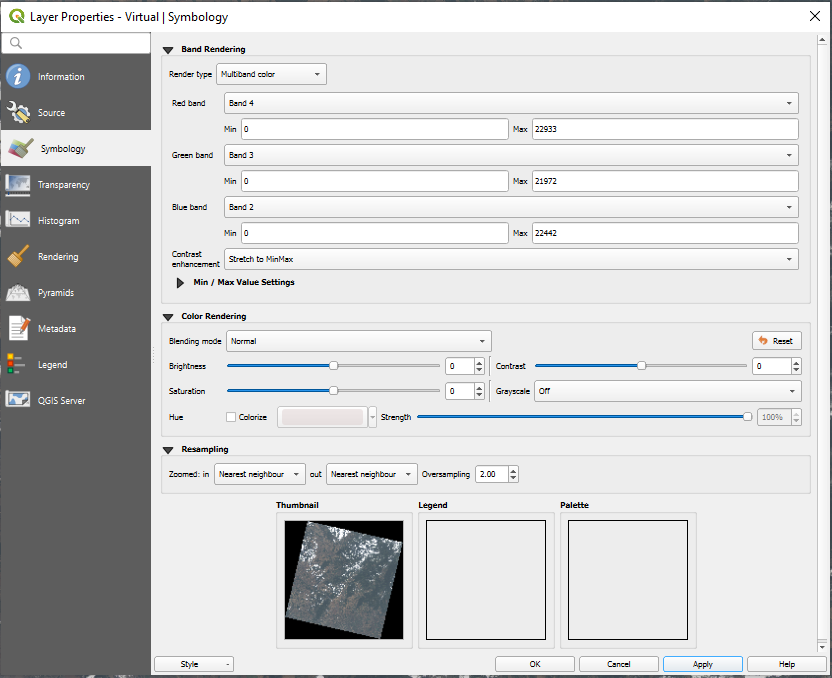 Layer Properties - Virtual | Symbology
Information
Source
Symbology
Transparency
Histogram
Rendering
Pyramids
Metadata
Legend
QGIS Server
Band Rendering
Render type Multiband color
Red band Band 4
Min 0 Max 22933
Green band Band 3
Min 0 Max 21972
Blue band Band 2
Min 0 Max 22442
Contrast
enhancement Stretch to MinMax
Min / Max Value Settings
Color Rendering
Blending mode Normal Reset
Brightness 0 Contrast 0
Saturation 0 Grayscale Off
Hue Colorize Strength 100%
Resampling
Zoomed: in Nearest neighbour out Nearest neighbour Oversampling 2.00
Thumbnail Legend Palette
Style OK Cancel Apply Help